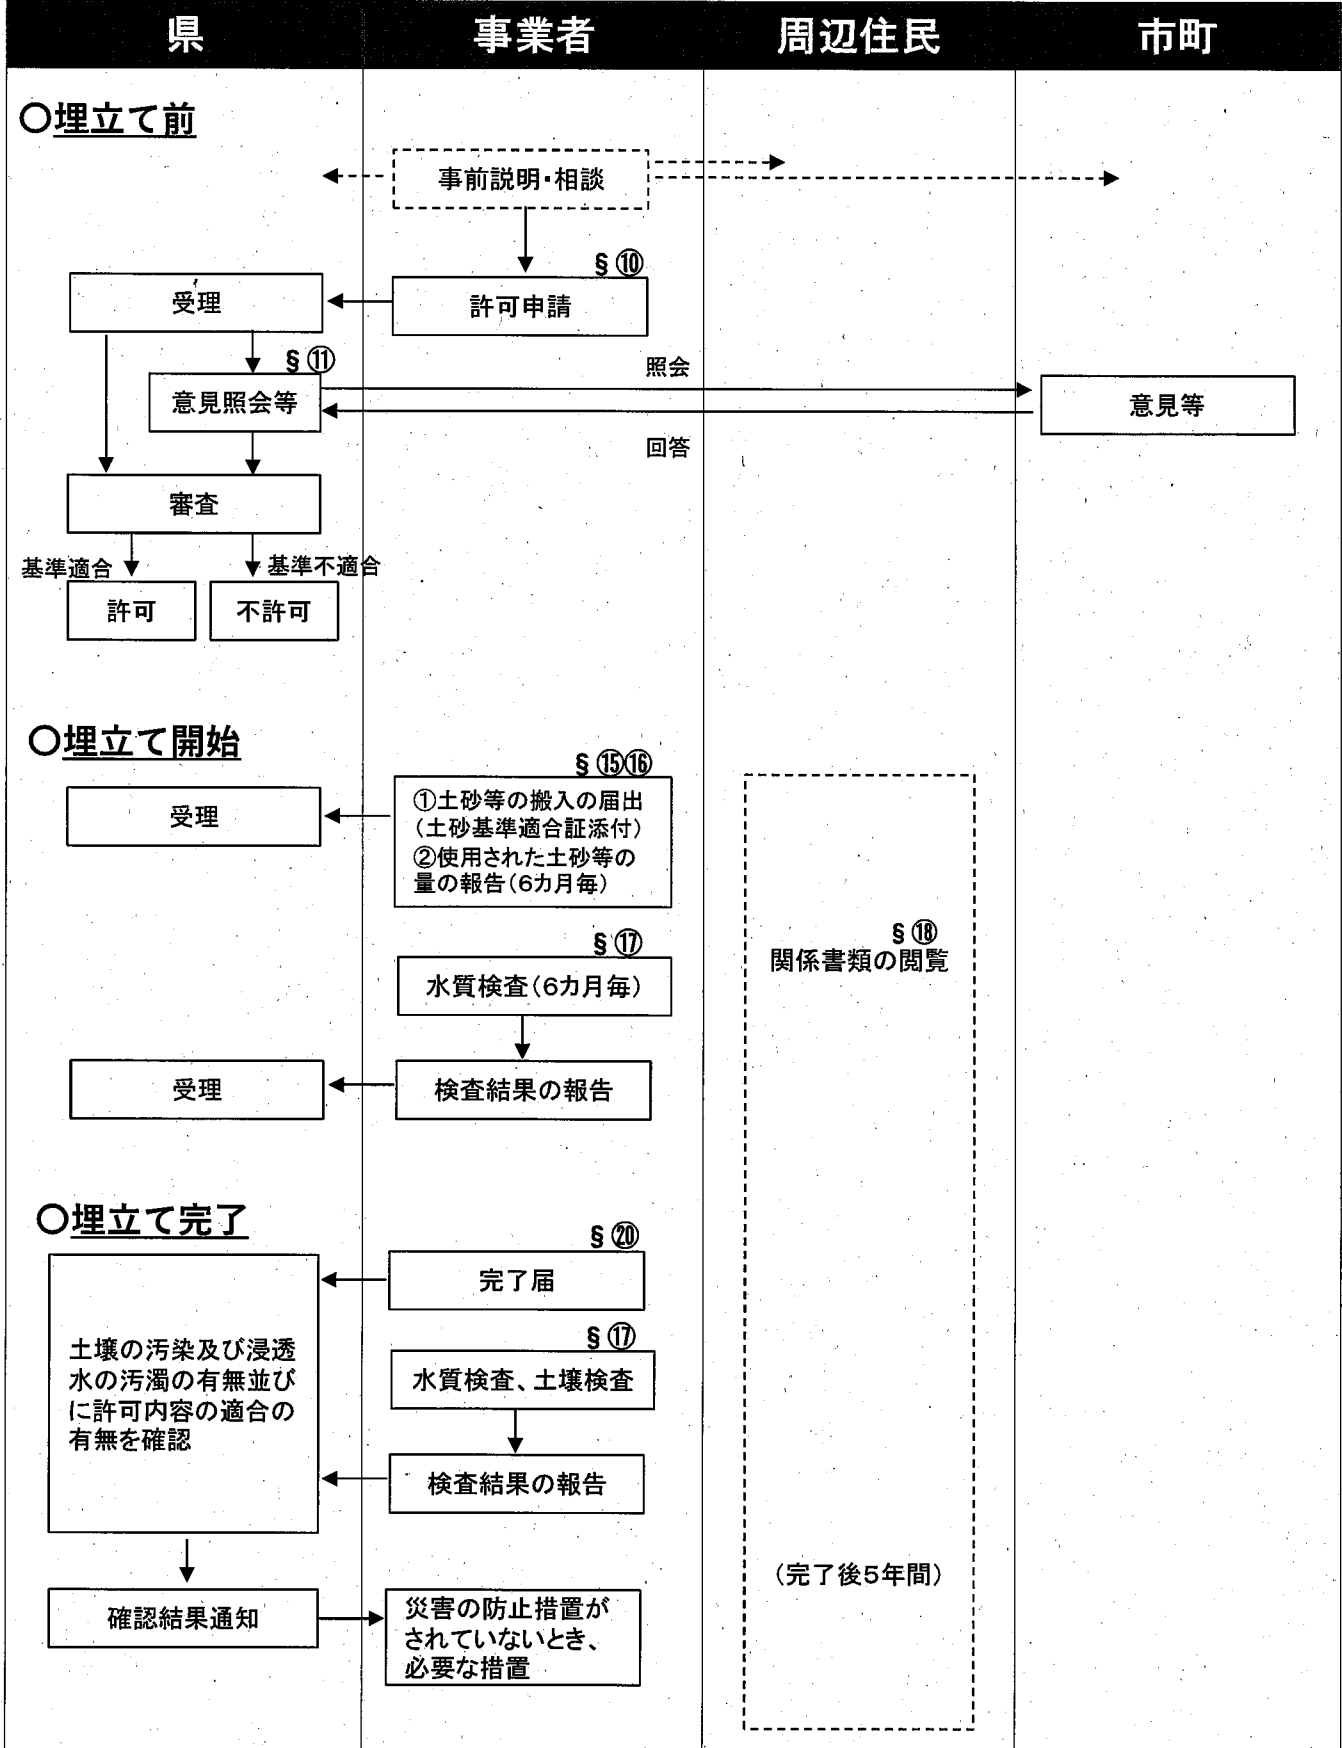 県 事業者 周辺住民 市町
○埋立て前
事前説明・相談
§⑩
受理
許可申請
§⑪
照会
意見照会等
意見等
回答
審査
基準適合
基準不適合
許可
不許可
○埋立て開始
§⑮⑯
受理
①土砂等の搬入の届出
(土砂基準適合証添付)
②使用された土砂等の
量の報告(6カ月毎)
§⑰
水質検査(6カ月毎)
§⑱
関係書類の閲覧
受理
検査結果の報告
○埋立て完了
§⑳
完了届
土壌の汚染及び浸透
水の汚濁の有無並び
に許可内容の適合の
有無を確認
§⑰
水質検査、土壌検査
検査結果の報告
(完了後5年間)
確認結果通知
災害の防止措置が
されていないとき、
必要な措置